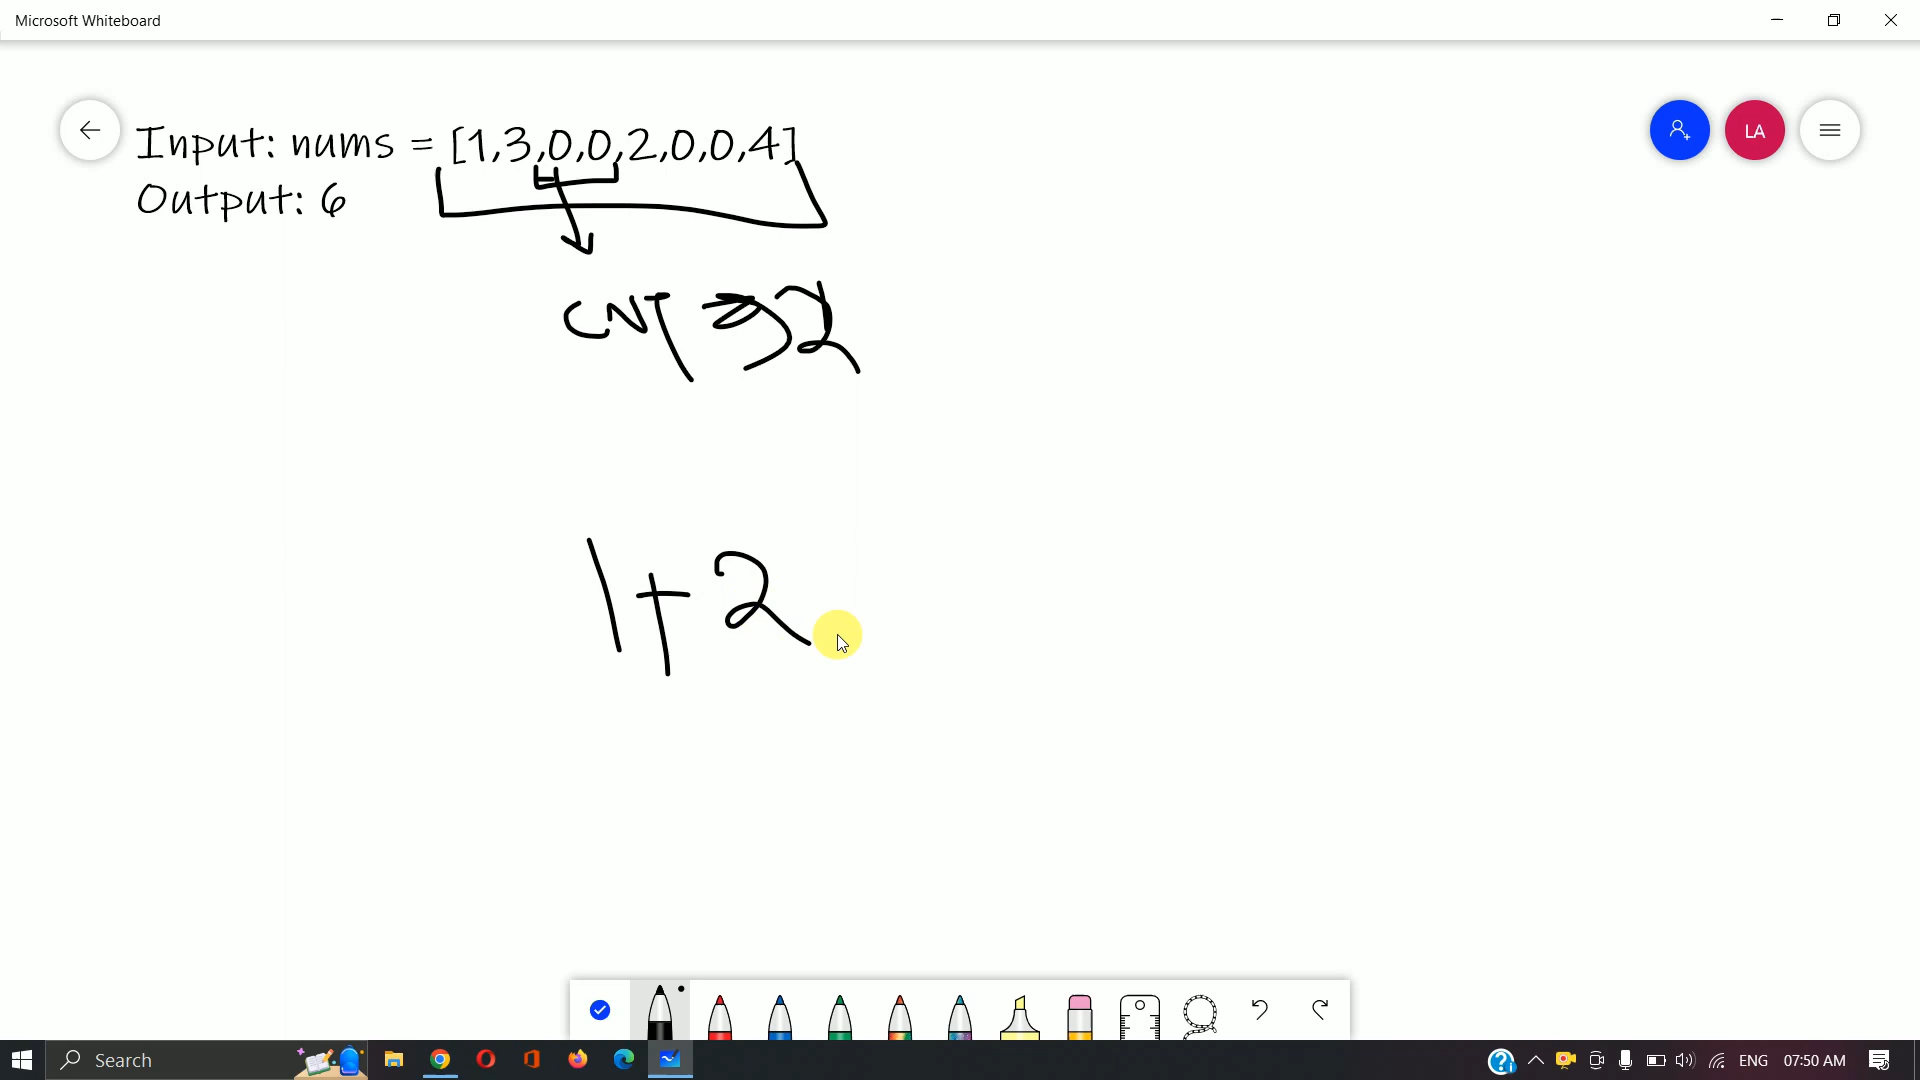 Microsoft Whiteboard
Input: nums = [1,3,0,0,2,0,0,4]
Output: 6
LA
CNT => 2
1+2
Search
ENG 07:50 AM